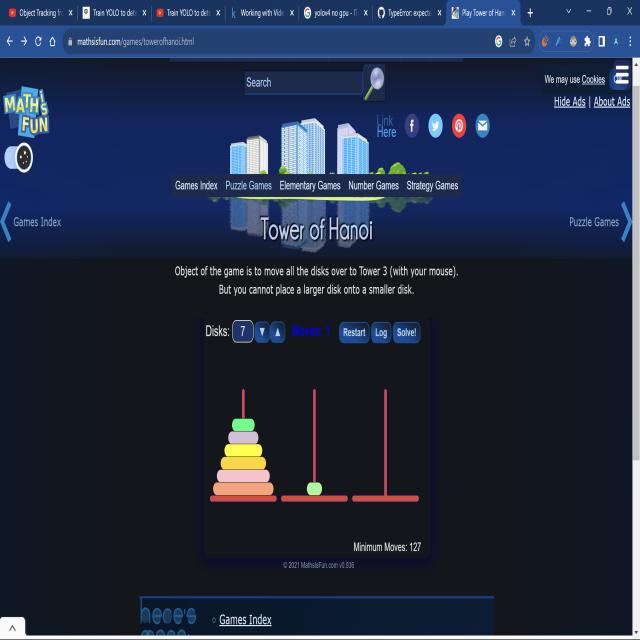 Object Tracking fr
Train YOLO to dete
Train YOLO to dete
Working with Vide
yolov4 no gpu - П
TypeError: expecte
Play Tower of Han
mathsisfun.com/games/towerofhanoi.html
Search
We may use Cookies
Hide Ads | About Ads
MATH's FUN
Link
Here
Games Index
Puzzle Games
Elementary Games
Number Games
Strategy Games
Games Index
Puzzle Games
Tower of Hanoi
Object of the game is to move all the disks over to Tower 3 (with your mouse).
But you cannot place a larger disk onto a smaller disk.
Disks: 7 ▼ ▲ Moves: 1 Restart Log Solve!
Minimum Moves: 127
© 2021 MathsIsFun.com v0.936
Games Index